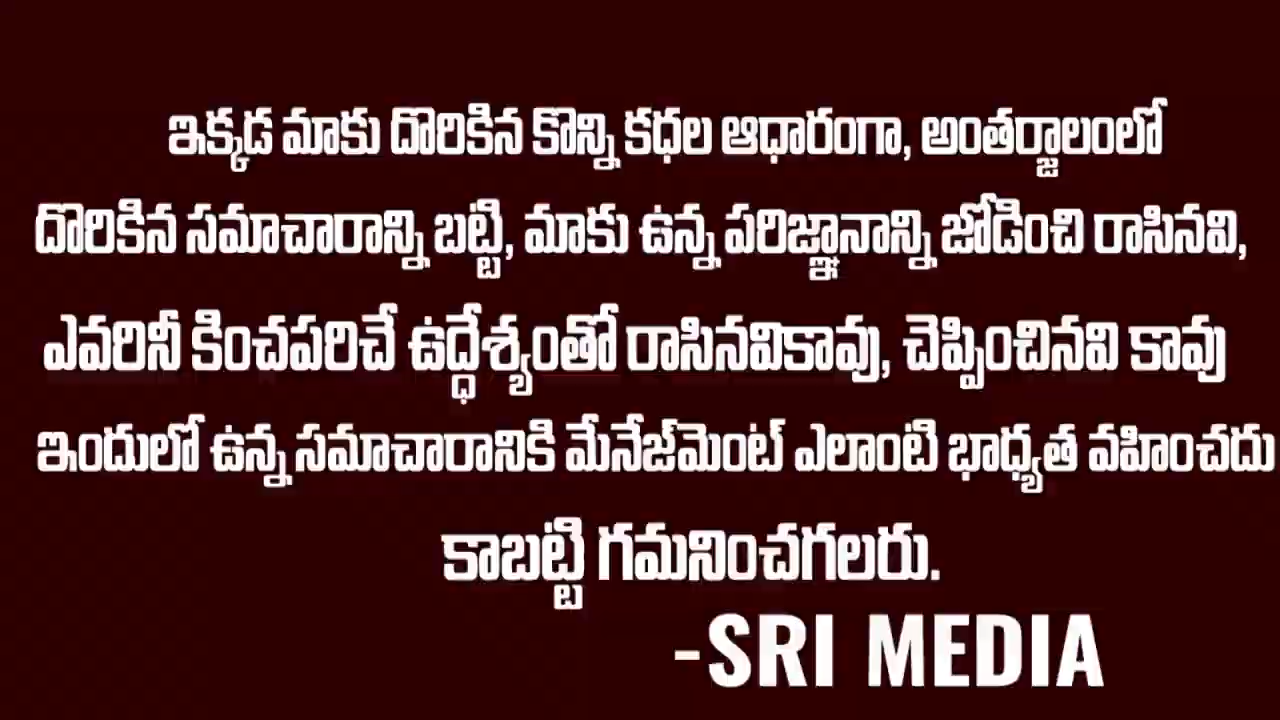 ఇక్కడ మాకు దొరికిన కొన్ని కధల ఆధారంగా, అంతర్జాలంలో
దొరికిన సమాచారాన్ని బట్టి, మాకు ఉన్న పరిజ్ఞానాన్ని జోడించి రాసినవి,
ఎవరినీ కించపరిచే ఉద్ధేశ్యంతో రాసినవికావు, చెప్పించినవి కావు
ఇందులో ఉన్న సమాచారానికి మేనేజ్‌మెంట్ ఎలాంటి భాధ్యత వహించదు
కాబట్టి గమనించగలరు.
-SRI MEDIA